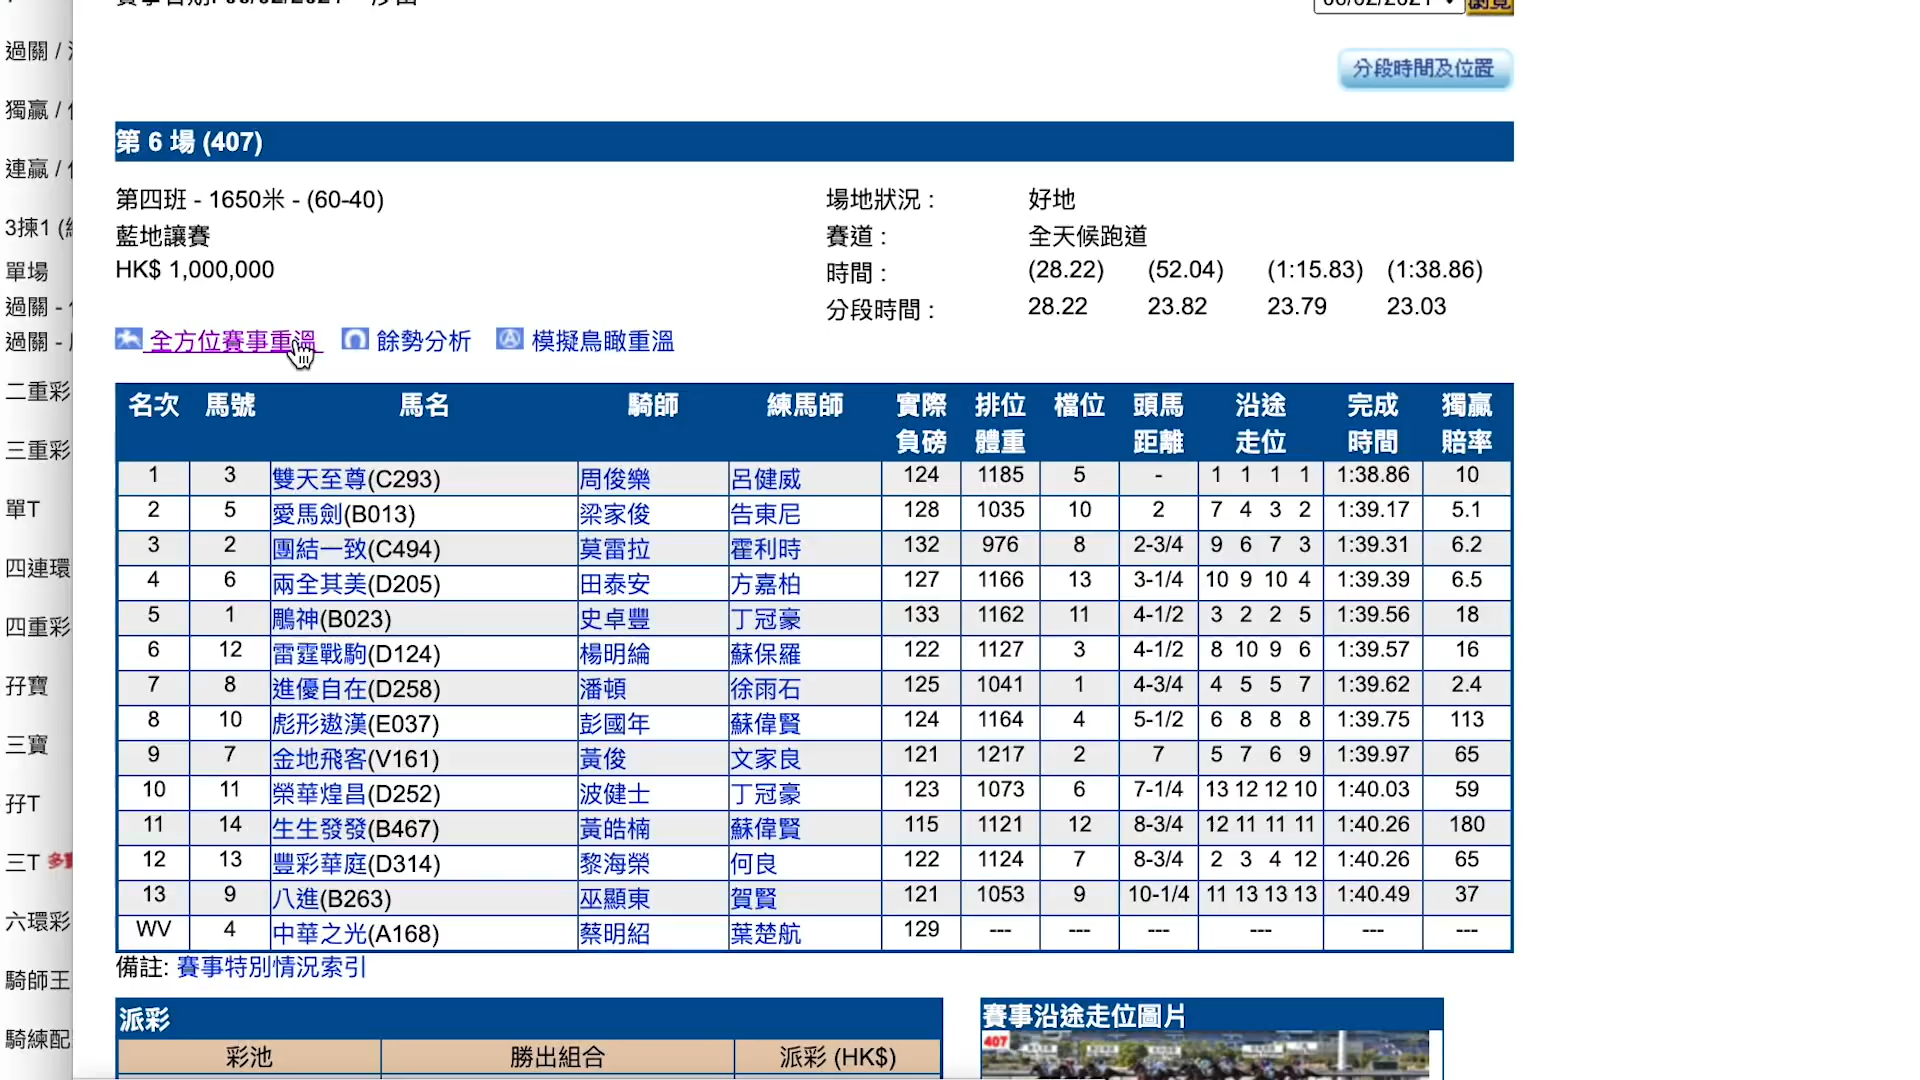 過關 /
獨贏 /
連贏 /
3揀1
單場
過關 -
過關 -
二重彩
三重彩
單T
四連環
四重彩
孖寶
三寶
孖T
三T 多
六環彩
騎師王
騎練配
分段時間及位置
第 6 場 (407)
第四班 - 1650米 - (60-40)
場地狀況 : 好地
藍地讓賽
賽道 : 全天候跑道
HK$ 1,000,000
時間 : (28.22) (52.04) (1:15.83) (1:38.86)
分段時間 : 28.22 23.82 23.79 23.03
全方位賽事重溫 餘勢分析 模擬鳥瞰重溫
名次 馬號 馬名 騎師 練馬師 實際負磅 排位體重 檔位 頭馬距離 沿途走位 完成時間 獨贏賠率
1 3 雙天至尊(C293) 周俊樂 呂健威 124 1185 5 - 1 1 1 1 1:38.86 10
2 5 愛馬劍(B013) 梁家俊 告東尼 128 1035 10 2 7 4 3 2 1:39.17 5.1
3 2 團結一致(C494) 莫雷拉 霍利時 132 976 8 2-3/4 9 6 7 3 1:39.31 6.2
4 6 兩全其美(D205) 田泰安 方嘉柏 127 1166 13 3-1/4 10 9 10 4 1:39.39 6.5
5 1 鵰神(B023) 史卓豐 丁冠豪 133 1162 11 4-1/2 3 2 2 5 1:39.56 18
6 12 雷霆戰駒(D124) 楊明綸 蘇保羅 122 1127 3 4-1/2 8 10 9 6 1:39.57 16
7 8 進優自在(D258) 潘頓 徐雨石 125 1041 1 4-3/4 4 5 5 7 1:39.62 2.4
8 10 彪形遨漢(E037) 彭國年 蘇偉賢 124 1164 4 5-1/2 6 8 8 8 1:39.75 113
9 7 金地飛客(V161) 黃俊 文家良 121 1217 2 7 5 7 6 9 1:39.97 65
10 11 榮華煌昌(D252) 波健士 丁冠豪 123 1073 6 7-1/4 13 12 12 10 1:40.03 59
11 14 生生發發(B467) 黃皓楠 蘇偉賢 115 1121 12 8-3/4 12 11 11 11 1:40.26 180
12 13 豐彩華庭(D314) 黎海榮 何良 122 1124 7 8-3/4 2 3 4 12 1:40.26 65
13 9 八進(B263) 巫顯東 賀賢 121 1053 9 10-1/4 11 13 13 13 1:40.49 37
WV 4 中華之光(A168) 蔡明紹 葉楚航 129 --- --- --- --- --- ---
備註: 賽事特別情況索引
派彩
彩池 勝出組合 派彩 (HK$)
賽事沿途走位圖片
407